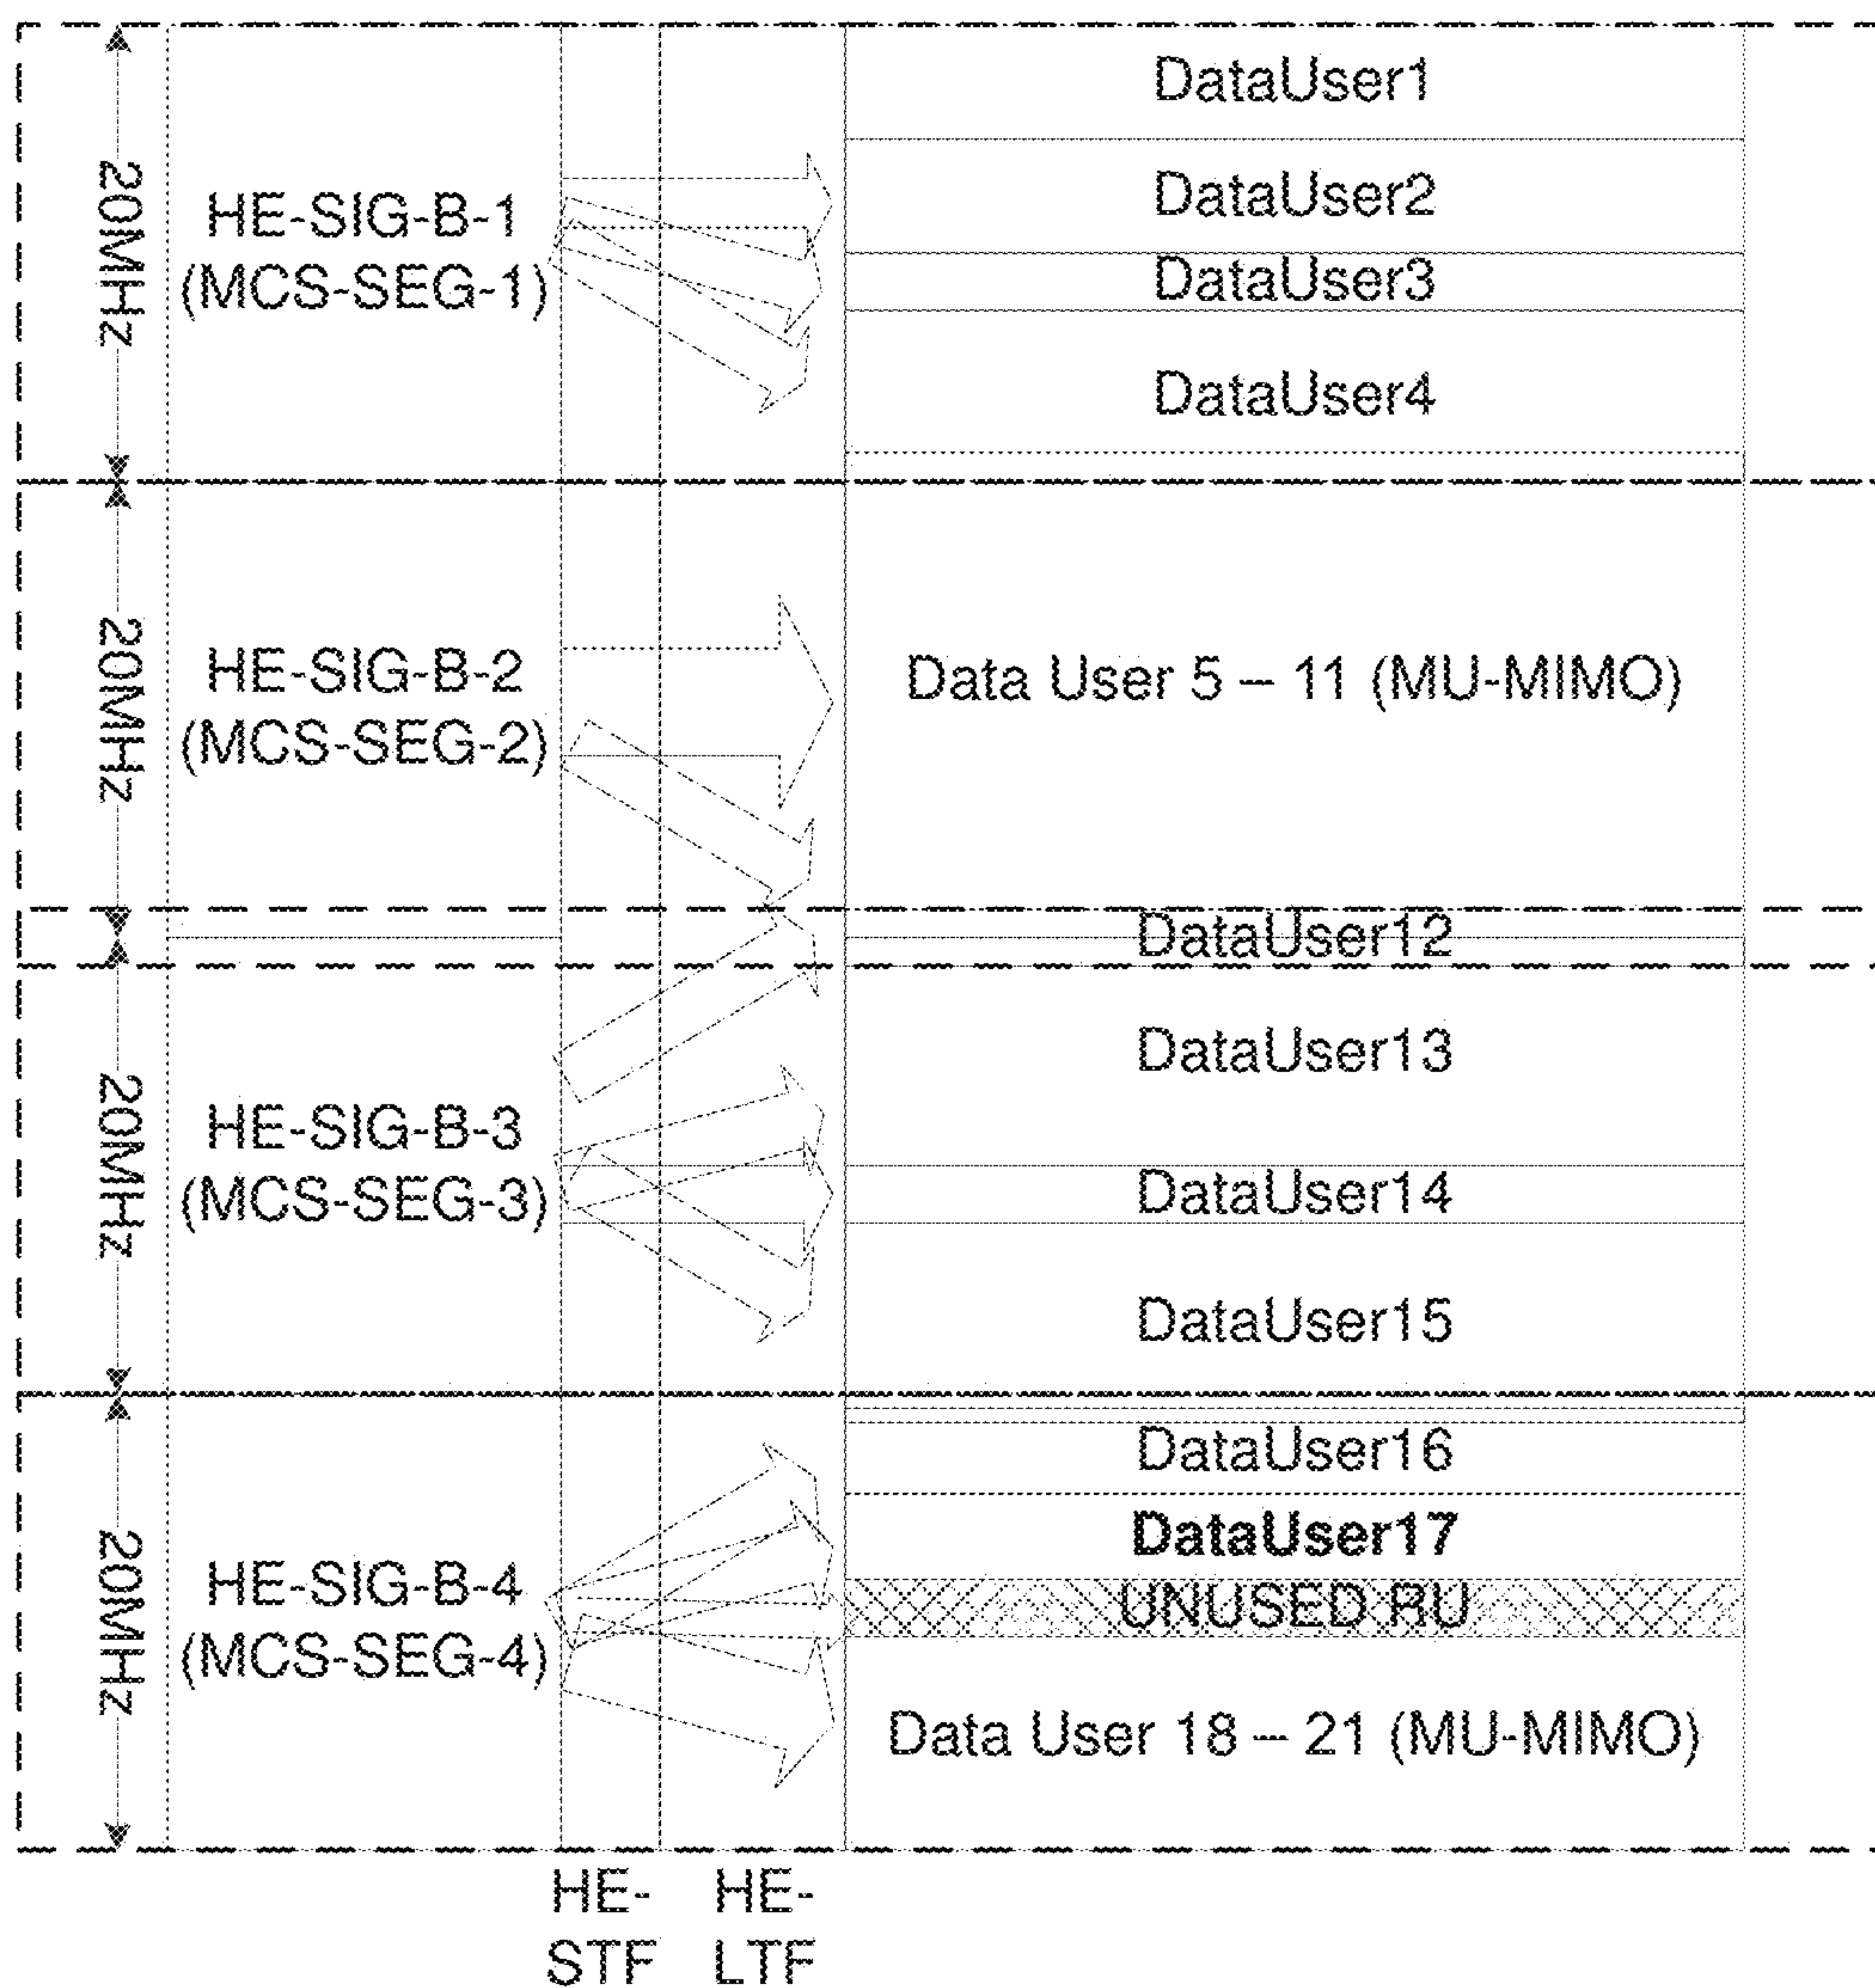 20MHz
HE-SIG-B-1
(MCS-SEG-1)
DataUser1
DataUser2
DataUser3
DataUser4
20MHz
HE-SIG-B-2
(MCS-SEG-2)
Data User 5 – 11 (MU-MIMO)
DataUser12
20MHz
HE-SIG-B-3
(MCS-SEG-3)
DataUser13
DataUser14
DataUser15
20MHz
HE-SIG-B-4
(MCS-SEG-4)
DataUser16
DataUser17
UNUSED RU
Data User 18 – 21 (MU-MIMO)
HE-
STF
HE-
LTF